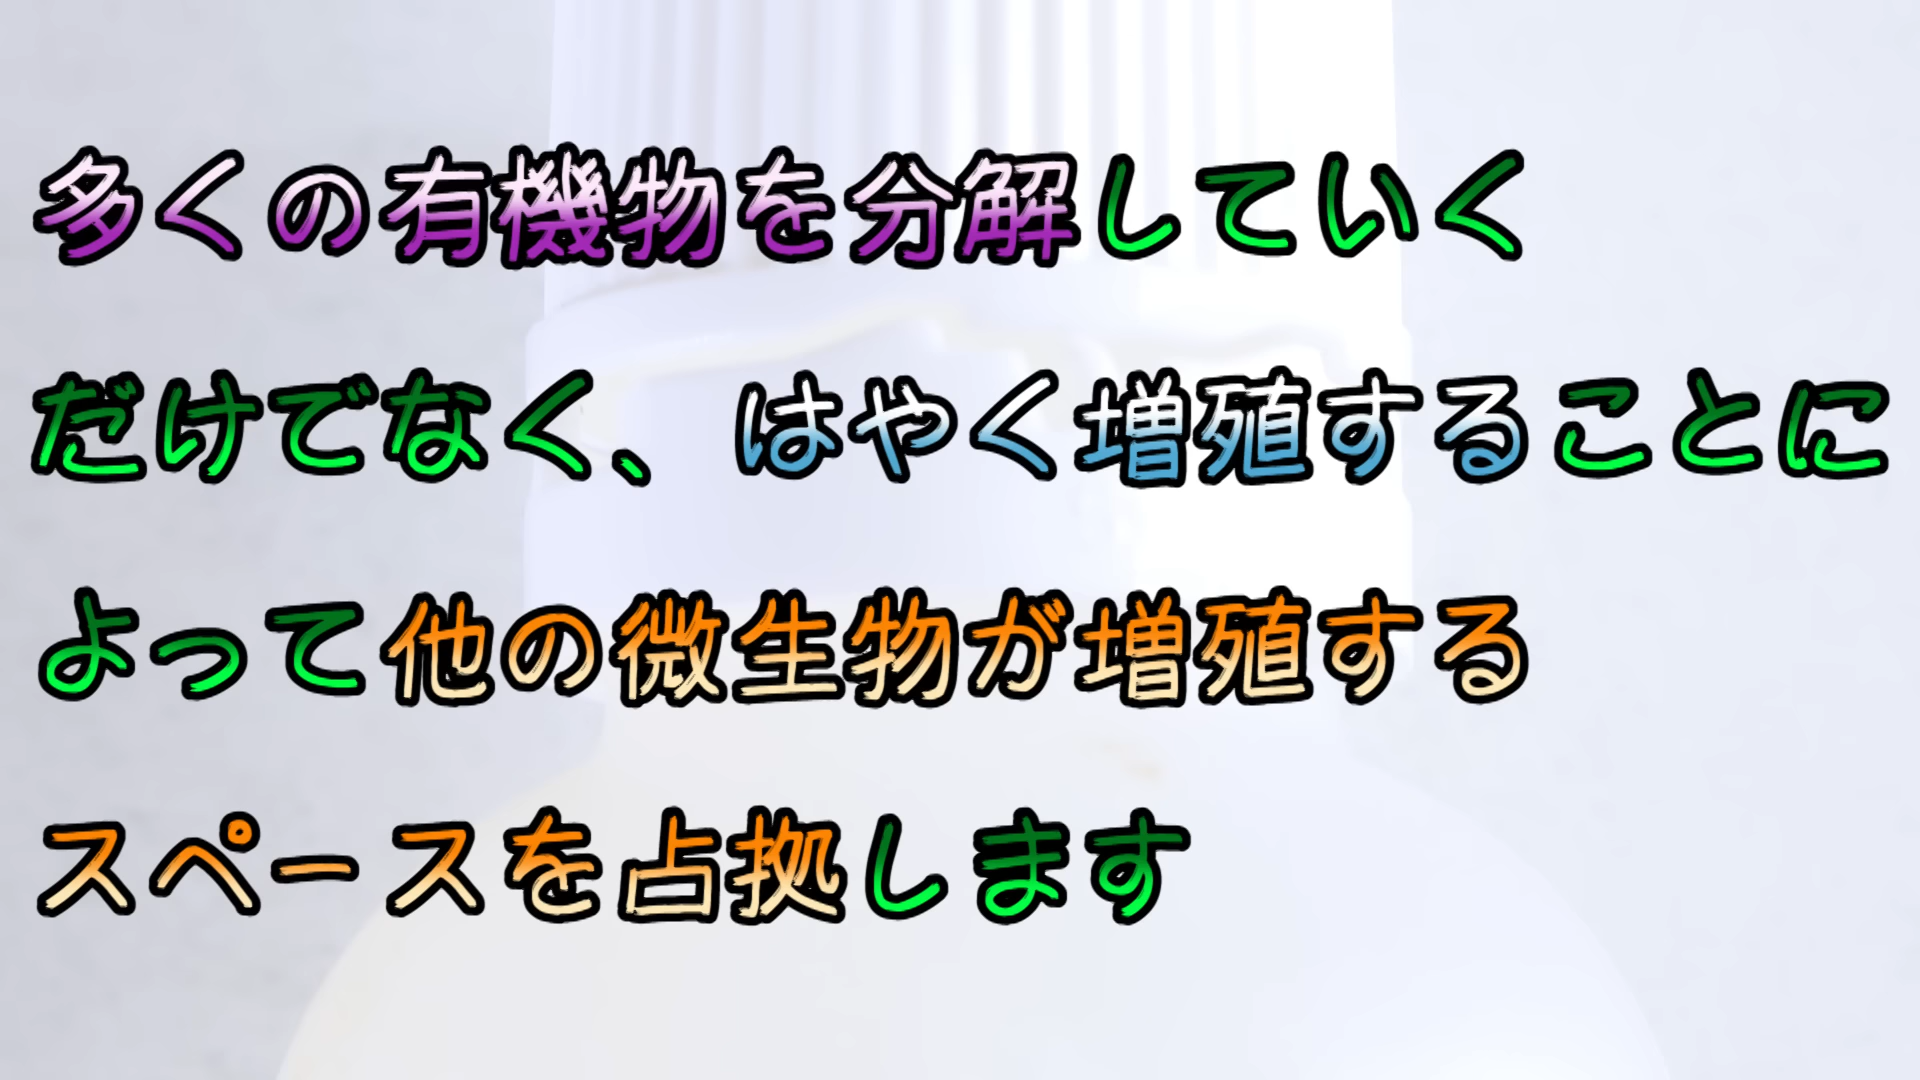 多くの有機物を分解していく
だけでなく、はやく増殖することに
よって他の微生物が増殖する
スペースを占拠します